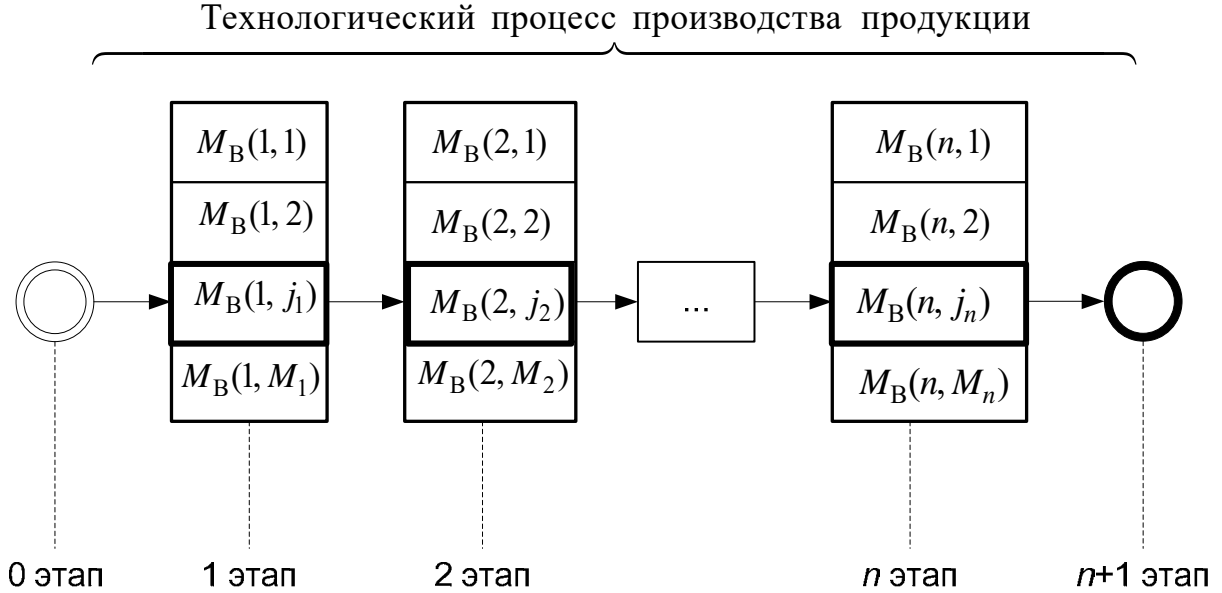 Технологический процесс производства продукции
M_B(1, 1) M_B(2, 1) M_B(n, 1)
M_B(1, 2) M_B(2, 2) M_B(n, 2)
M_B(1, j_1) M_B(2, j_2) ... M_B(n, j_n)
M_B(1, M_1) M_B(2, M_2) M_B(n, M_n)
0 этап 1 этап 2 этап n этап n+1 этап